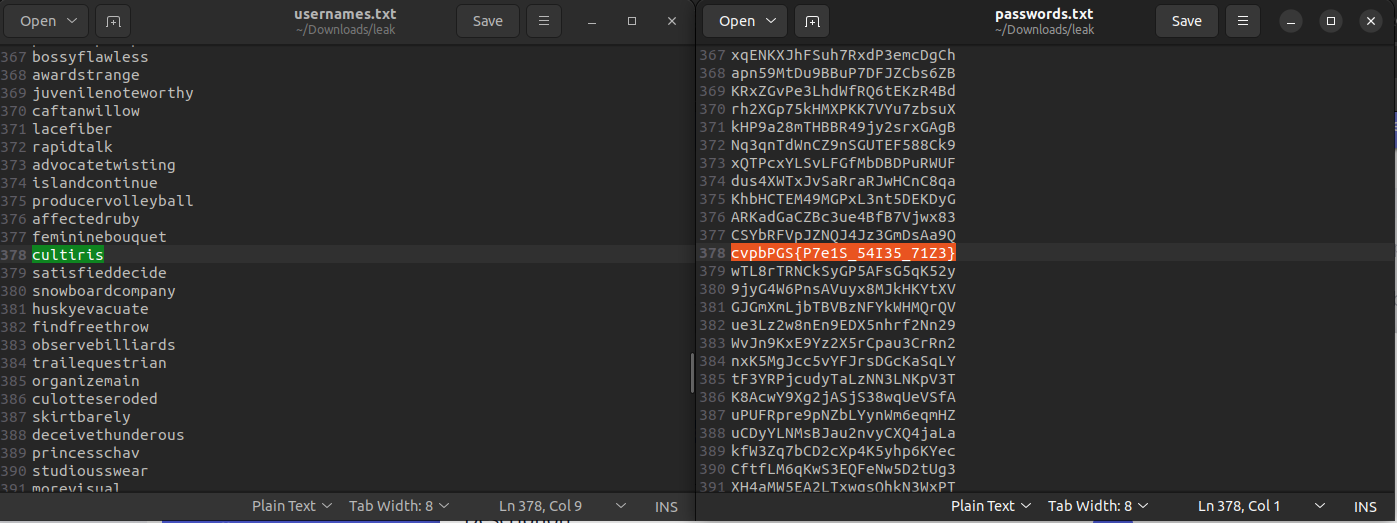 Open
usernames.txt
~/Downloads/leak
Save
367 bossyflawless
368 awardstrange
369 juvenilenoteworthy
370 caftanwillow
371 lacefiber
372 rapidtalk
373 advocatetwisting
374 islandcontinue
375 producervolleyball
376 affectedruby
377 femininebouquet
378 cultiris
379 satisfieddecide
380 snowboardcompany
381 huskyevacuate
382 findfreethrow
383 observebilliards
384 trailequestrian
385 organizemain
386 culotteseroded
387 skirtbarely
388 deceivethunderous
389 princesschav
390 studiousswear
391 morevisual
Plain Text
Tab Width: 8
Ln 378, Col 9
INS
Open
passwords.txt
~/Downloads/leak
Save
367 xqENKXJhFSuh7RxdP3emcDgCh
368 apn59MtDu9BBuP7DFJZCbs6ZB
369 KRxZGvPe3LhdWfRQ6tEKzR4Bd
370 rh2XGp75kHMXPKK7VYu7zbsuX
371 kHP9a28mTHBBR49jy2srxGAgB
372 Nq3qnTdWnCZ9nSGUTEF588Ck9
373 xQTPcxYLSvLFGfMbDBDPuRWUF
374 dus4XWTxJvSaRraRJwHCnC8qa
375 KhbHCTEM49MGPxL3nt5DEKDyG
376 ARKadGaCZBc3ue4BfB7Vjwx83
377 CSYbRFVpJZNQJ4Jz3GmDsAa9Q
378 cvpbPGS{P7e1S_54I35_71Z3}
379 wTL8rTRNCkSyGP5AFsG5qK52y
380 9jyG4W6PnsAVuyx8MJkHKYtXV
381 GJGmXmLjbTBVBzNFYkWHMQrQV
382 ue3Lz2w8nEn9EDX5nhrf2Nn29
383 WvJn9KxE9Yz2X5rCpau3CrRn2
384 nxK5MgJcc5vYFJrsDGcKaSqLY
385 tF3YRPjcudyTaLzNN3LNKpV3T
386 K8AcwY9Xg2jASjS38wqUeVSfA
387 uPUFRpre9pNZbLYynWm6eqmHZ
388 uCDyYLNMsBJau2nvyCXQ4jaLa
389 kfW3Zq7bCD2cXp4K5yhp6KYec
390 CftfLM6qKwS3EQFeNw5D2tUg3
391
Plain Text
Tab Width: 8
Ln 378, Col 1
INS